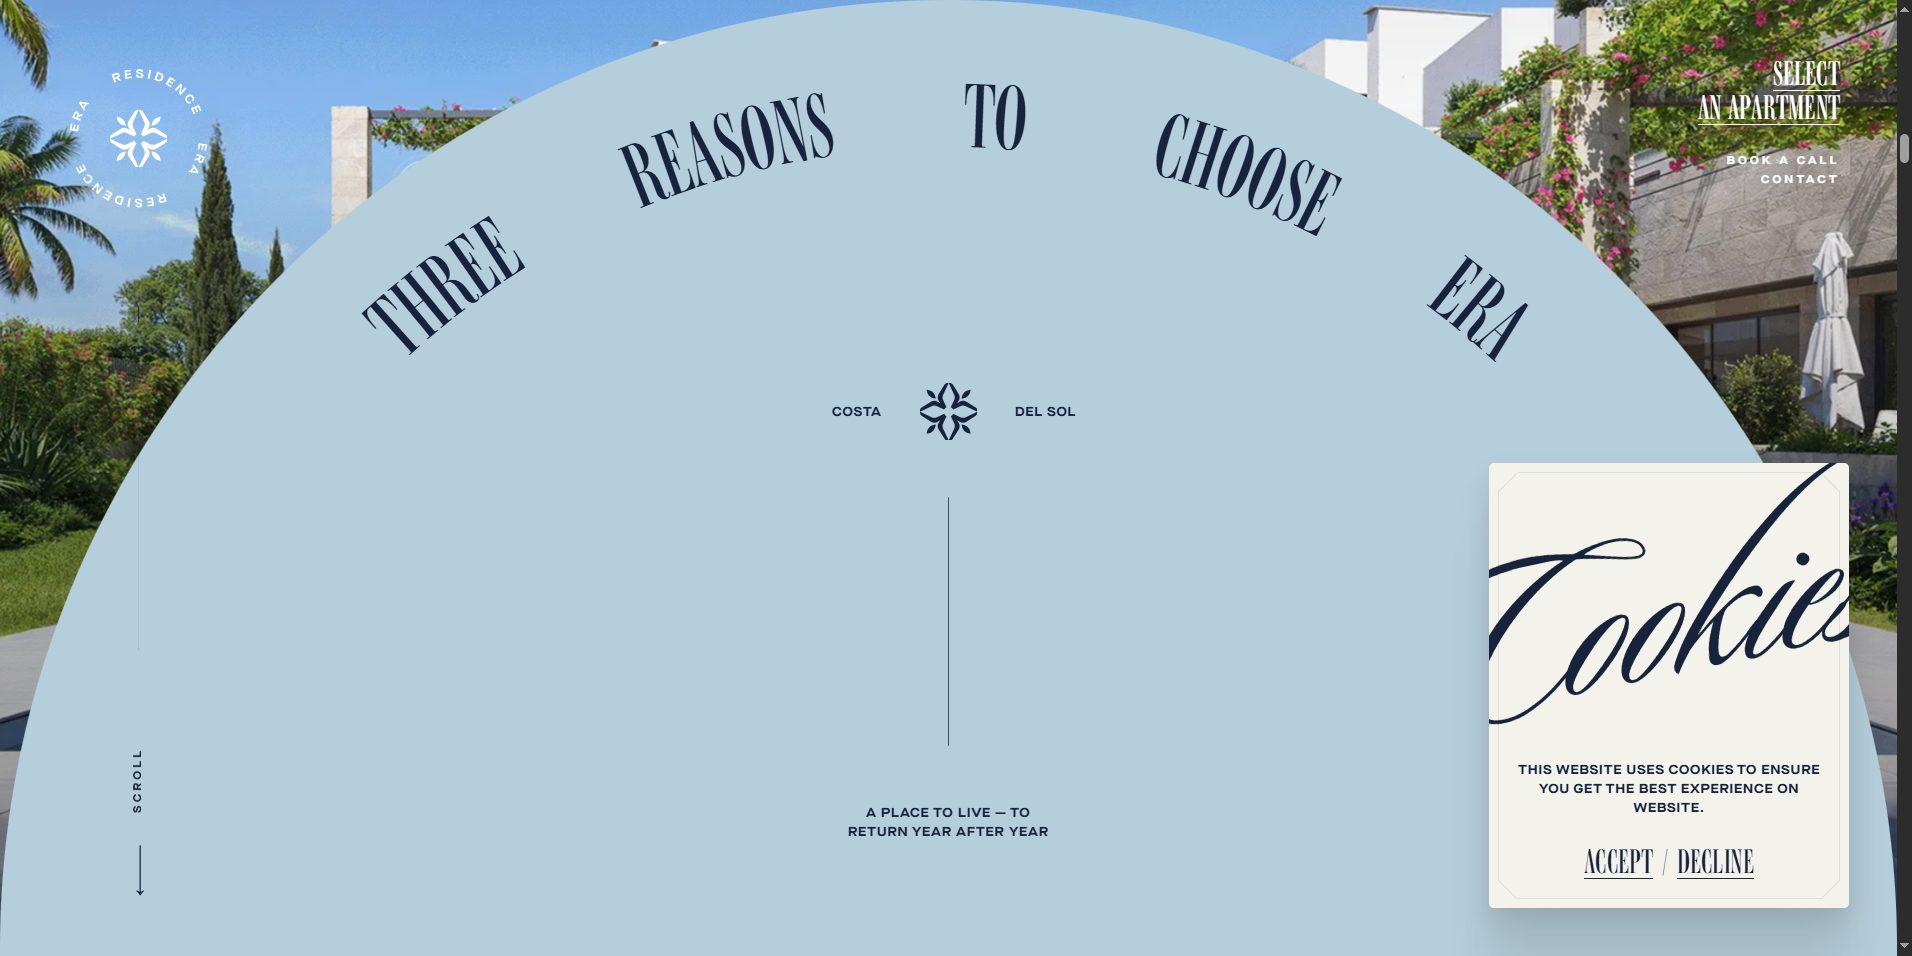 RESIDENCE ERA
RESIDENCE ERA
SELECT
AN APARTMENT
BOOK A CALL
CONTACT
THREE REASONS TO CHOOSE ERA
COSTA DEL SOL
Cookies
THIS WEBSITE USES COOKIES TO ENSURE
YOU GET THE BEST EXPERIENCE ON
WEBSITE.
ACCEPT / DECLINE
SCROLL
A PLACE TO LIVE — TO
RETURN YEAR AFTER YEAR